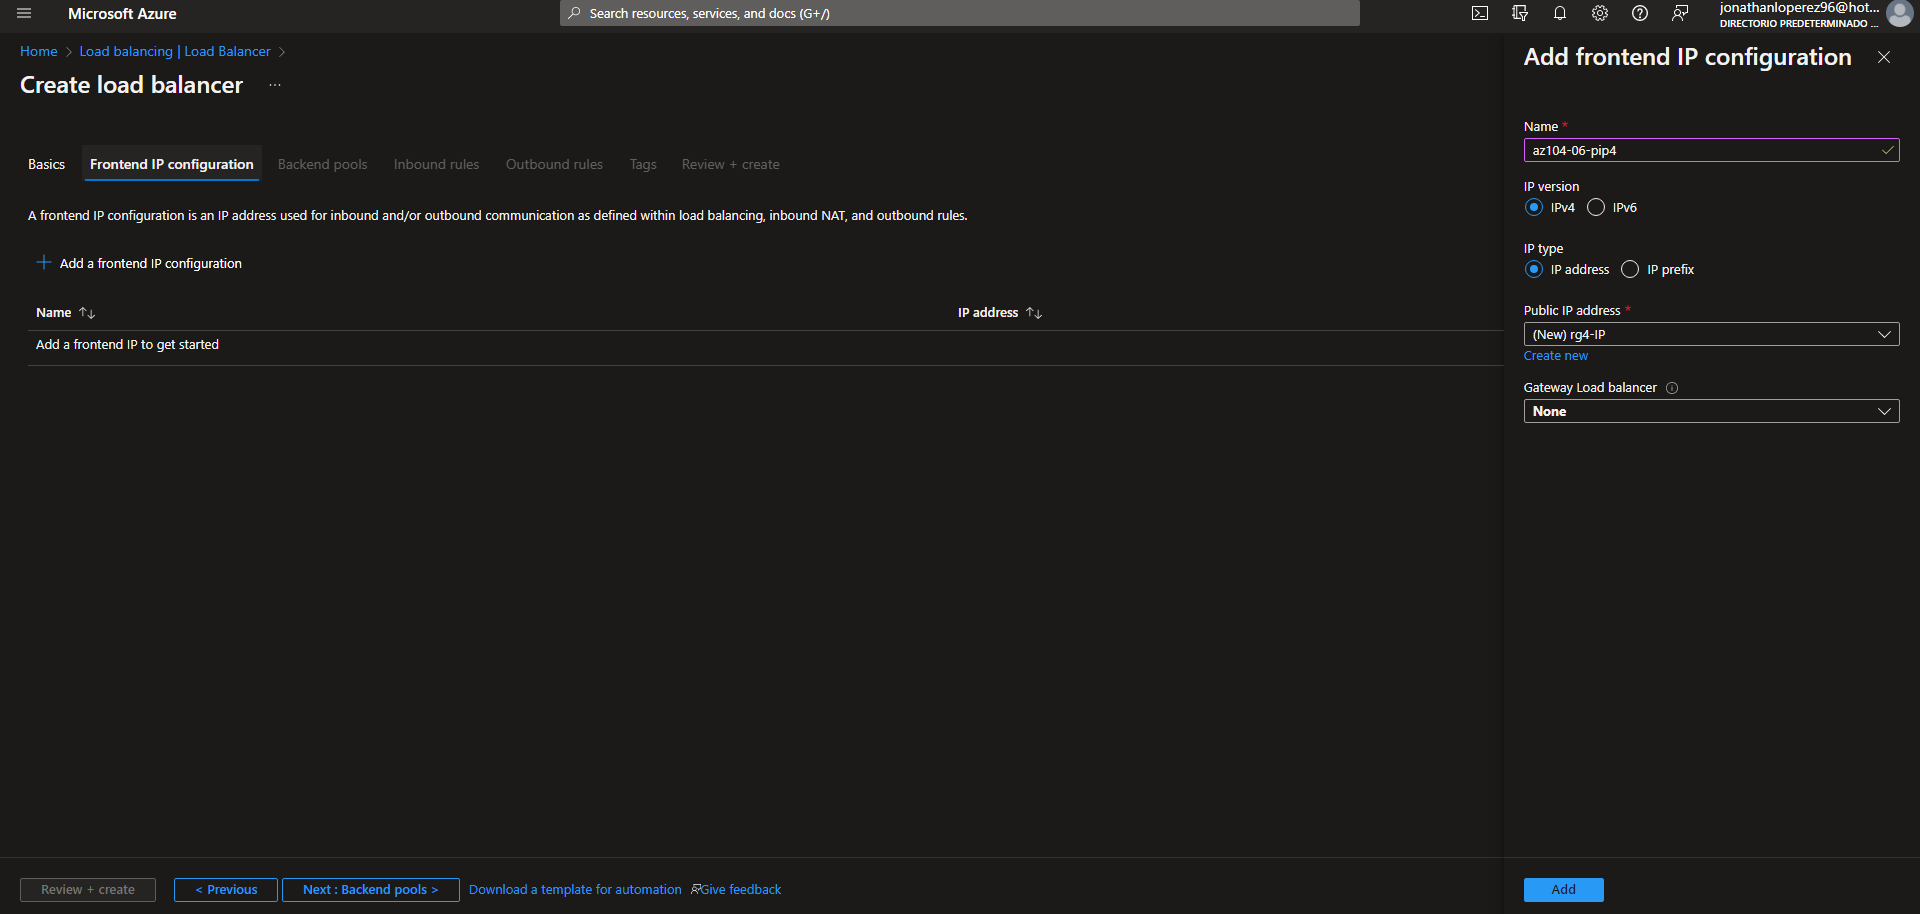 Microsoft Azure
Search resources, services, and docs (G+/)
jonathanloperez96@hot...
DIRECTORIO PREDETERMINADO ...
Home > Load balancing | Load Balancer >
Create load balancer ...
Basics Frontend IP configuration Backend pools Inbound rules Outbound rules Tags Review + create
A frontend IP configuration is an IP address used for inbound and/or outbound communication as defined within load balancing, inbound NAT, and outbound rules.
+ Add a frontend IP configuration
Name ↑↓ IP address ↑↓
Add a frontend IP to get started
Review + create < Previous Next : Backend pools > Download a template for automation Give feedback
Add frontend IP configuration
Name *
az104-06-pip4
IP version
IPv4 IPv6
IP type
IP address IP prefix
Public IP address *
(New) rg4-IP
Create new
Gateway Load balancer
None
Add